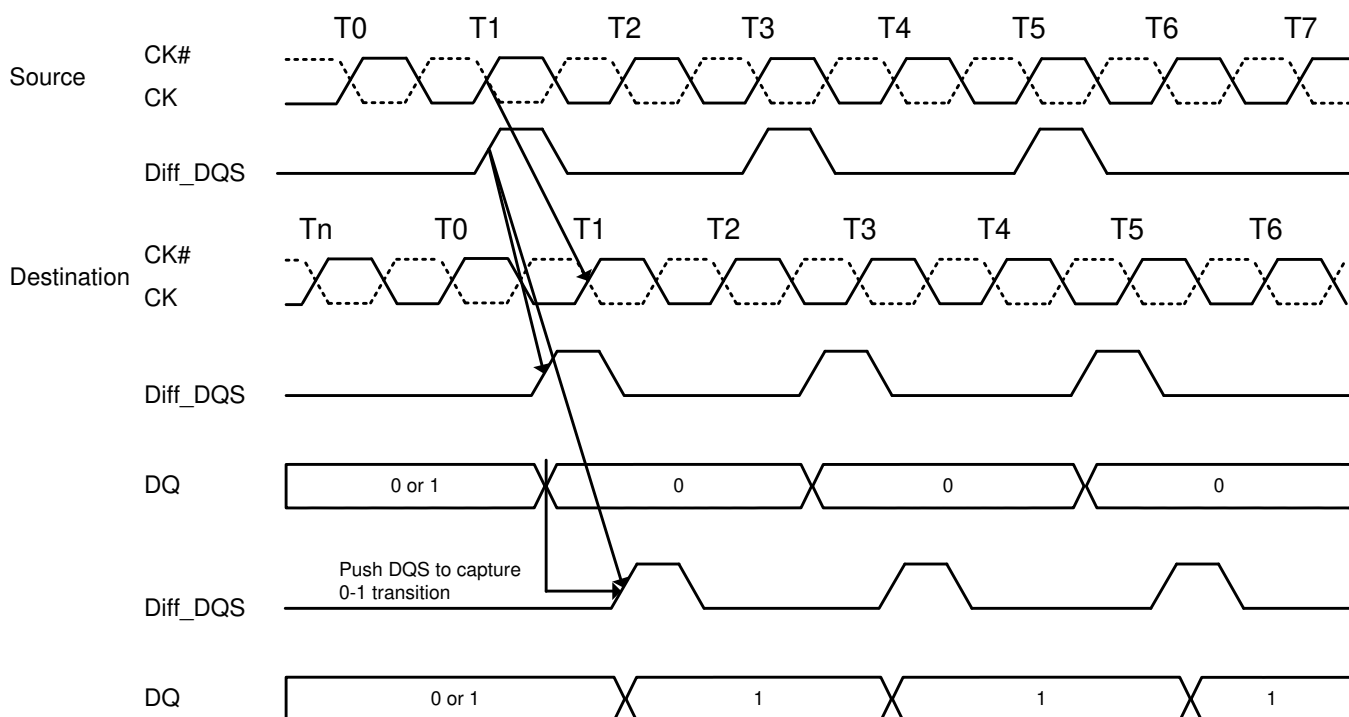 T0 T1 T2 T3 T4 T5 T6 T7
CK#
Source
CK
Diff_DQS
Tn T0 T1 T2 T3 T4 T5 T6
CK#
Destination
CK
Diff_DQS
DQ 0 or 1 0 0 0
Push DQS to capture
0-1 transition
Diff_DQS
DQ 0 or 1 1 1 1